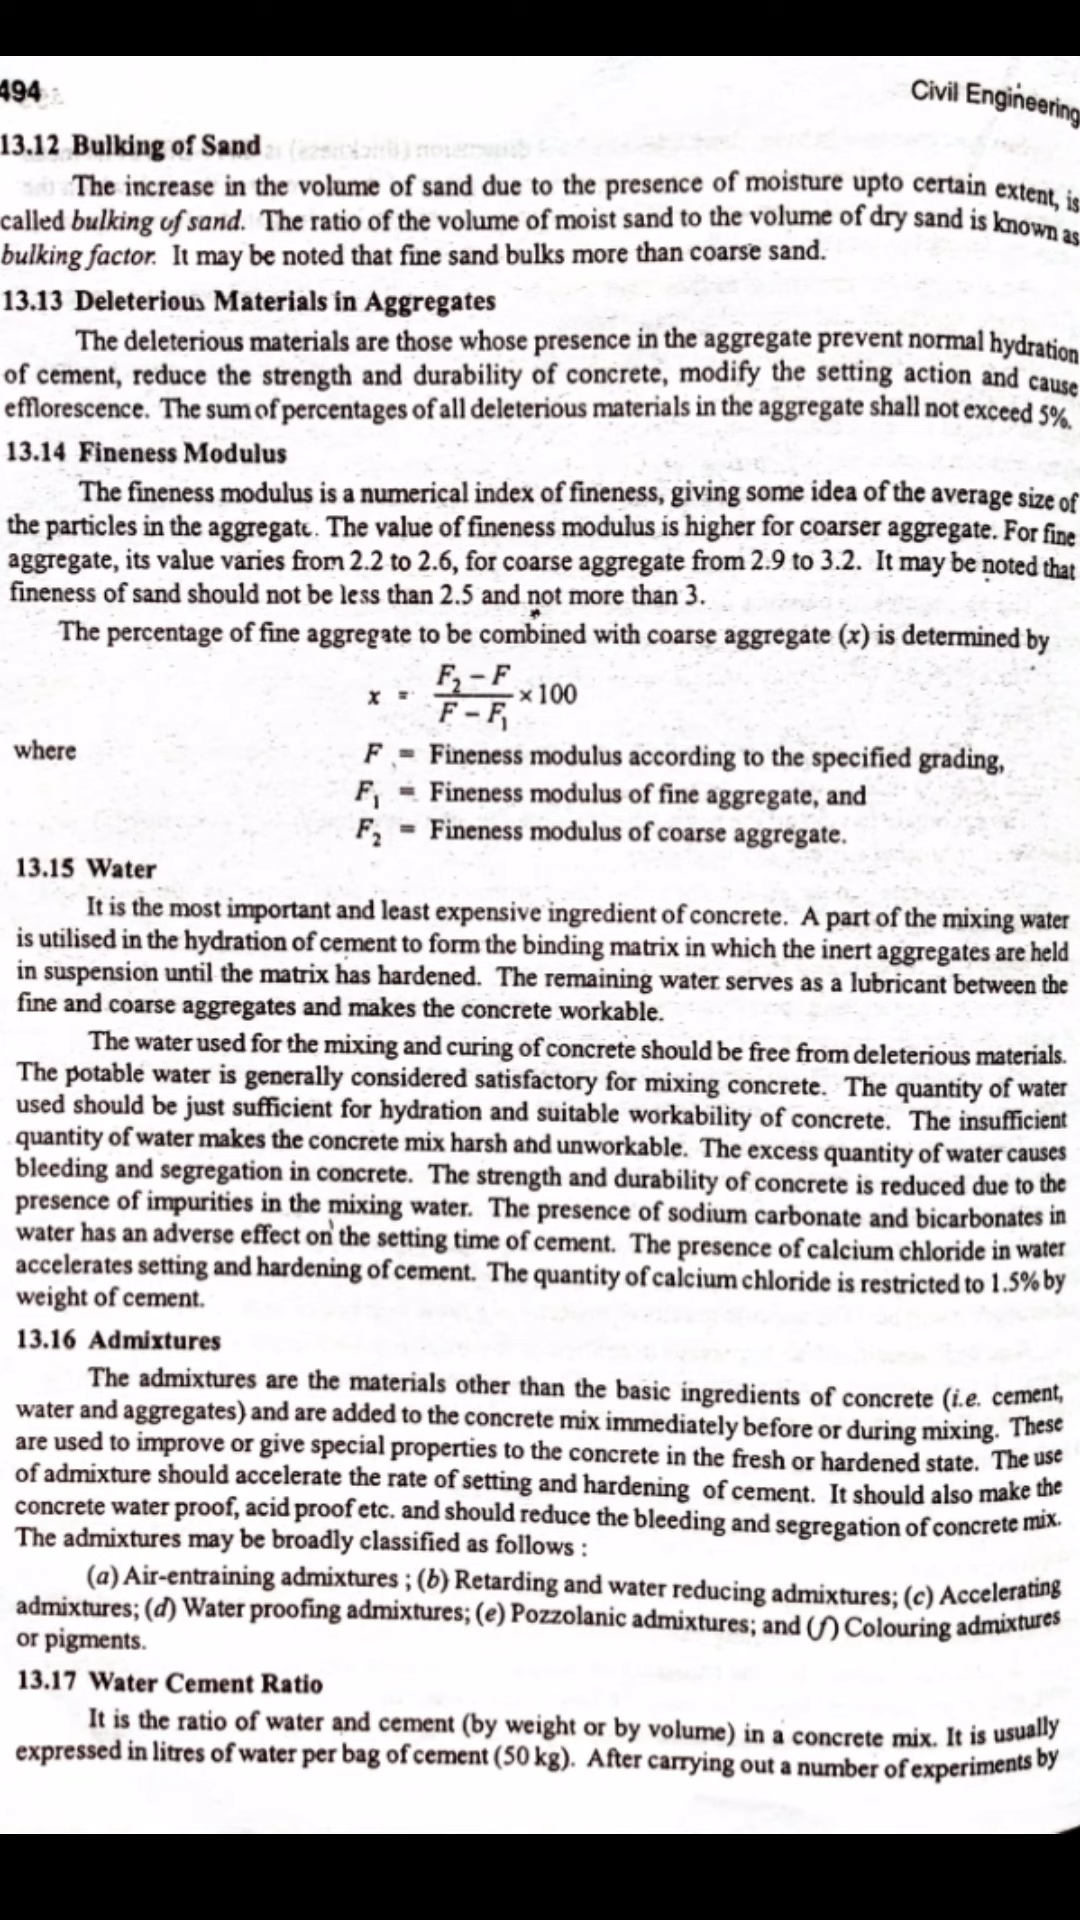 494
Civil Engineering
13.12 Bulking of Sand
The increase in the volume of sand due to the presence of moisture upto certain extent, is
called bulking of sand. The ratio of the volume of moist sand to the volume of dry sand is known as
bulking factor. It may be noted that fine sand bulks more than coarse sand.
13.13 Deleterious Materials in Aggregates
The deleterious materials are those whose presence in the aggregate prevent normal hydration
of cement, reduce the strength and durability of concrete, modify the setting action and cause
efflorescence. The sum of percentages of all deleterious materials in the aggregate shall not exceed 5%.
13.14 Fineness Modulus
The fineness modulus is a numerical index of fineness, giving some idea of the average size of
the particles in the aggregate. The value of fineness modulus is higher for coarser aggregate. For fine
aggregate, its value varies from 2.2 to 2.6, for coarse aggregate from 2.9 to 3.2. It may be noted that
fineness of sand should not be less than 2.5 and not more than 3.
The percentage of fine aggregate to be combined with coarse aggregate (x) is determined by
x = (F₂ − F)/(F − F₁) × 100
where F = Fineness modulus according to the specified grading,
F₁ = Fineness modulus of fine aggregate, and
F₂ = Fineness modulus of coarse aggregate.
13.15 Water
It is the most important and least expensive ingredient of concrete. A part of the mixing water
is utilised in the hydration of cement to form the binding matrix in which the inert aggregates are held
in suspension until the matrix has hardened. The remaining water serves as a lubricant between the
fine and coarse aggregates and makes the concrete workable.
The water used for the mixing and curing of concrete should be free from deleterious materials.
The potable water is generally considered satisfactory for mixing concrete. The quantity of water
used should be just sufficient for hydration and suitable workability of concrete. The insufficient
quantity of water makes the concrete mix harsh and unworkable. The excess quantity of water causes
bleeding and segregation in concrete. The strength and durability of concrete is reduced due to the
presence of impurities in the mixing water. The presence of sodium carbonate and bicarbonates in
water has an adverse effect on the setting time of cement. The presence of calcium chloride in water
accelerates setting and hardening of cement. The quantity of calcium chloride is restricted to 1.5% by
weight of cement.
13.16 Admixtures
The admixtures are the materials other than the basic ingredients of concrete (i.e. cement,
water and aggregates) and are added to the concrete mix immediately before or during mixing. These
are used to improve or give special properties to the concrete in the fresh or hardened state. The use
of admixture should accelerate the rate of setting and hardening of cement. It should also make the
concrete water proof, acid proof etc. and should reduce the bleeding and segregation of concrete mix.
The admixtures may be broadly classified as follows :
(a) Air-entraining admixtures ; (b) Retarding and water reducing admixtures; (c) Accelerating
admixtures; (d) Water proofing admixtures; (e) Pozzolanic admixtures; and (f) Colouring admixtures
or pigments.
13.17 Water Cement Ratio
It is the ratio of water and cement (by weight or by volume) in a concrete mix. It is usually
expressed in litres of water per bag of cement (50 kg). After carrying out a number of experiments by